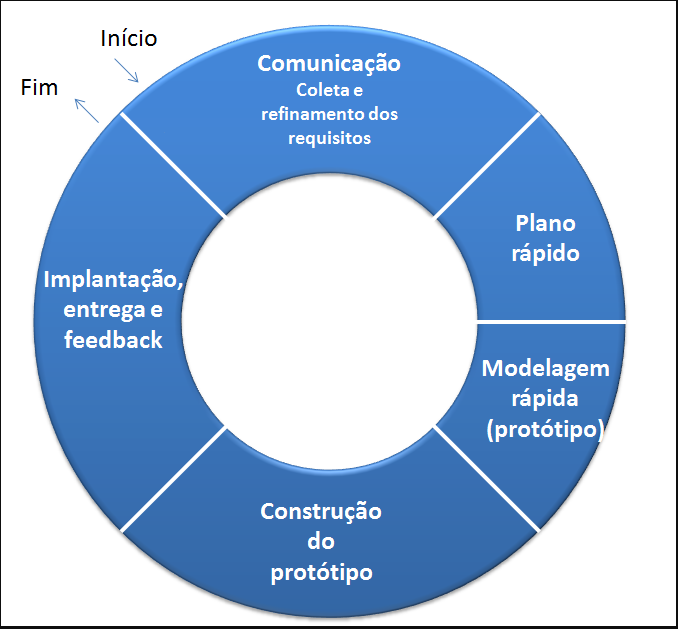 Início
Fim
Comunicação
Coleta e
refinamento dos
requisitos
Plano
rápido
Modelagem
rápida
(protótipo)
Construção
do
protótipo
Implantação,
entrega e
feedback